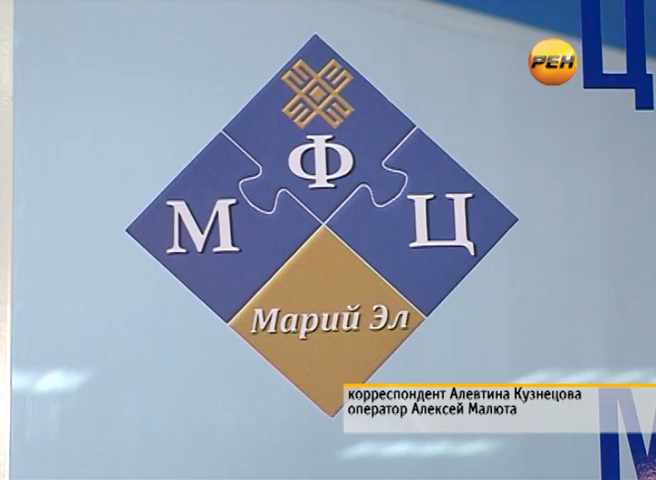 РЕН
Ц
Ф
М Ц
Марий Эл
корреспондент Алевтина Кузнецова
оператор Алексей Малюта
М